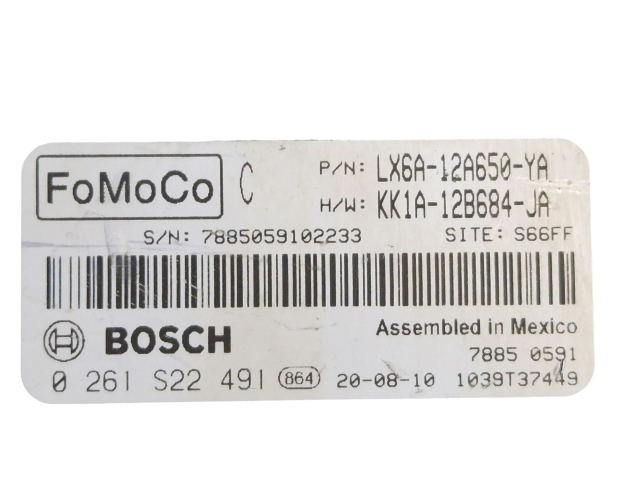 FoMoCo C P/N: LX6A-12A650-YA
H/W: KK1A-12B684-JA
S/N: 7885059102233 SITE: S66FF
BOSCH Assembled in Mexico
7885 0591
0 261 S22 491 864 20-08-10 1039T37449